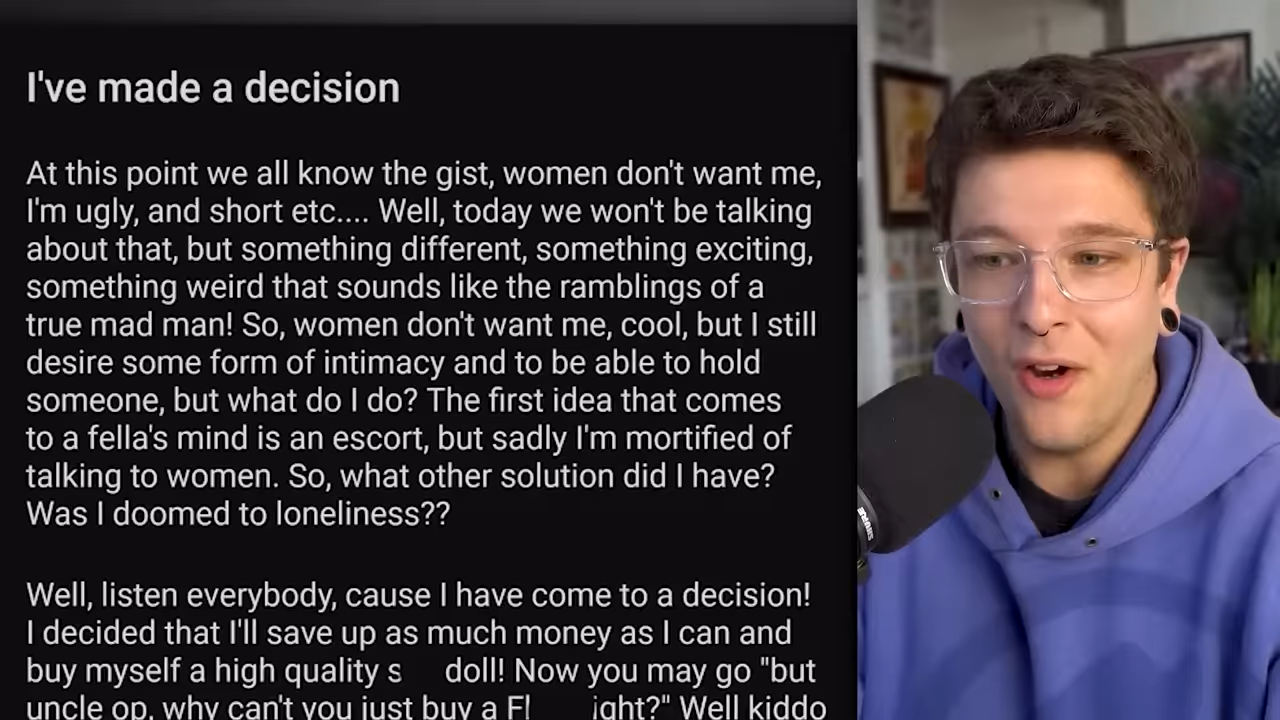 I've made a decision
At this point we all know the gist, women don't want me,
I'm ugly, and short etc.... Well, today we won't be talking
about that, but something different, something exciting,
something weird that sounds like the ramblings of a
true mad man! So, women don't want me, cool, but I still
desire some form of intimacy and to be able to hold
someone, but what do I do? The first idea that comes
to a fella's mind is an escort, but sadly I'm mortified of
talking to women. So, what other solution did I have?
Was I doomed to loneliness??
Well, listen everybody, cause I have come to a decision!
I decided that I'll save up as much money as I can and
buy myself a high quality s doll! Now you may go "but
uncle op, why can't you just buy a Fl ight?" Well kiddo
SHURE